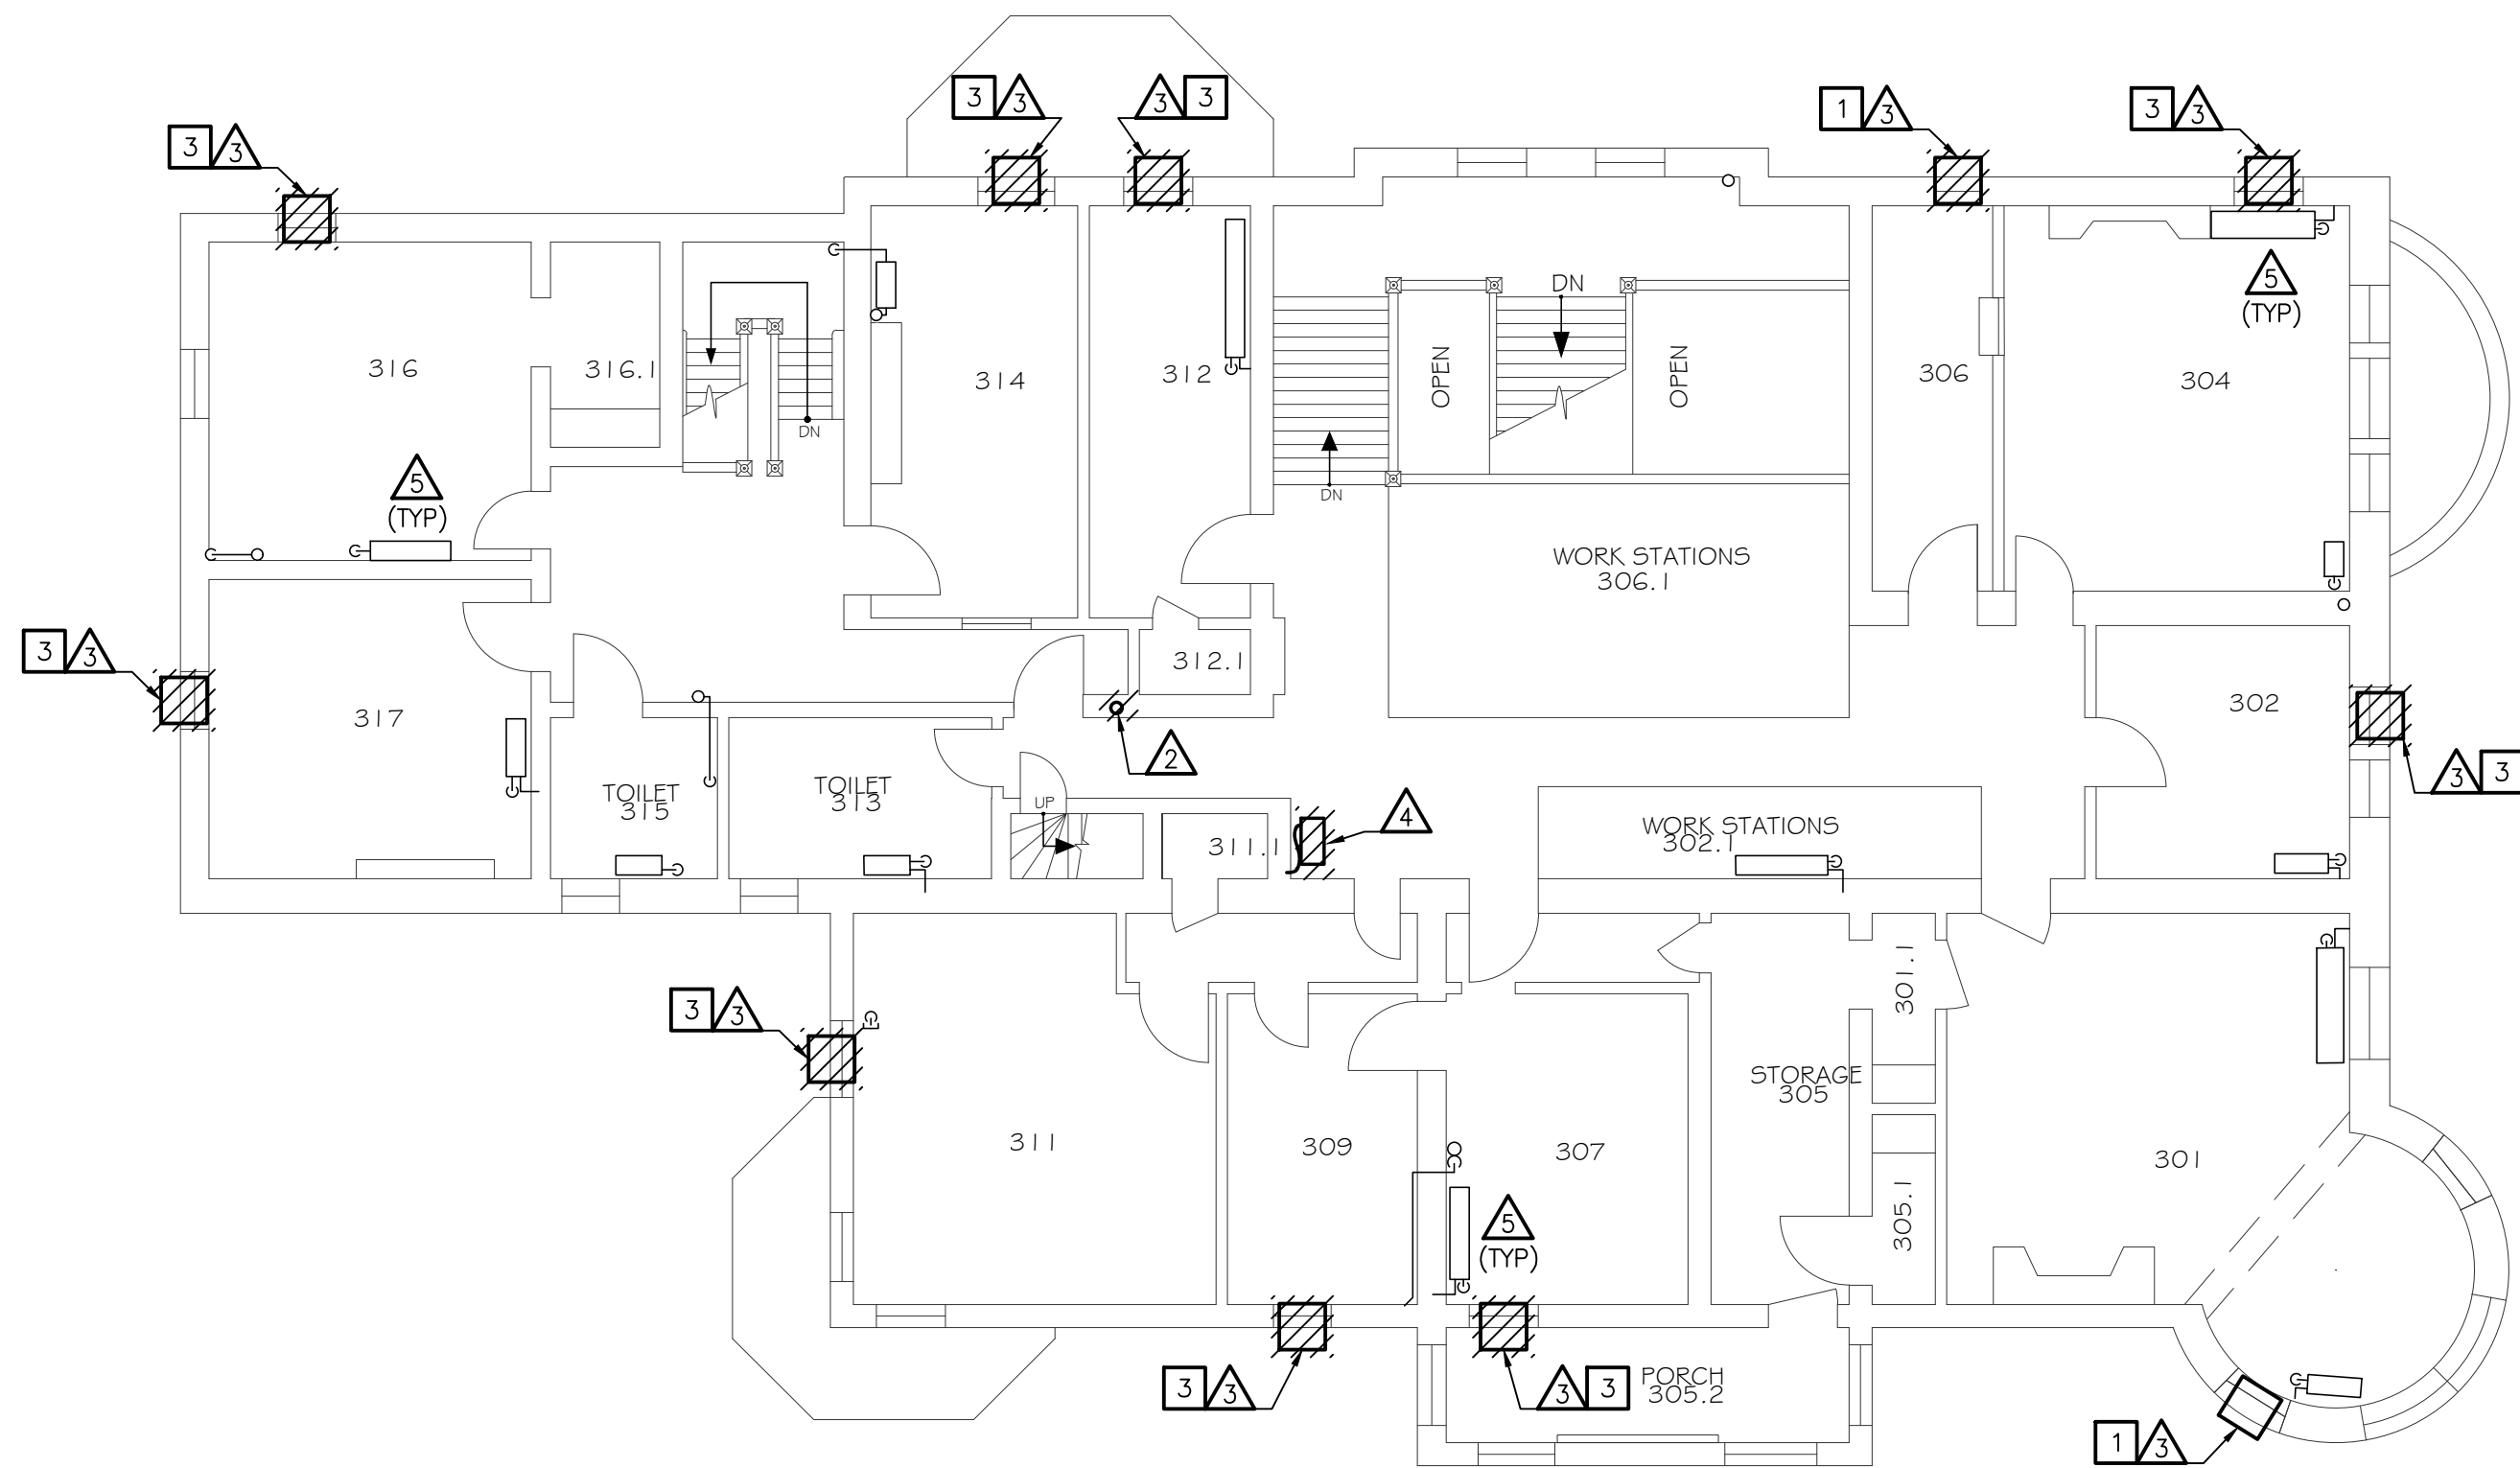 3 3
3 3
1 3
3 3
3 3
5
(TYP)
DN
316
316.1
314
312
OPEN
OPEN
306
304
DN
5
(TYP)
DN
WORK STATIONS
306.1
3 3
312.1
317
302
2
3 3
TOILET
315
TOILET
313
UP
4
311.1
WORK STATIONS
302.1
3 3
301.1
STORAGE
305
311
309
307
301
305.1
5
(TYP)
3 3
3 3
PORCH
305.2
1 3